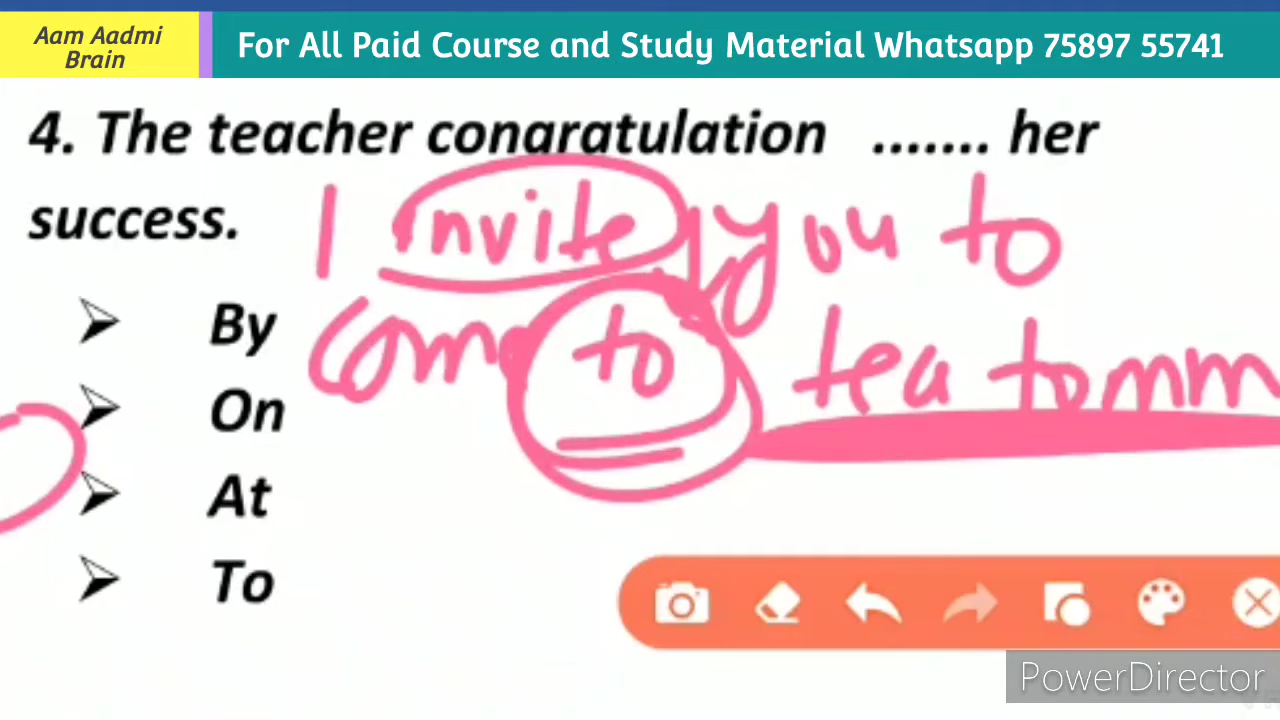 Aam Aadmi
Brain
For All Paid Course and Study Material Whatsapp 75897 55741
4. The teacher congratulation ....... her
success.
I invite you to
come to tea tomm
By
On
At
To
PowerDirector